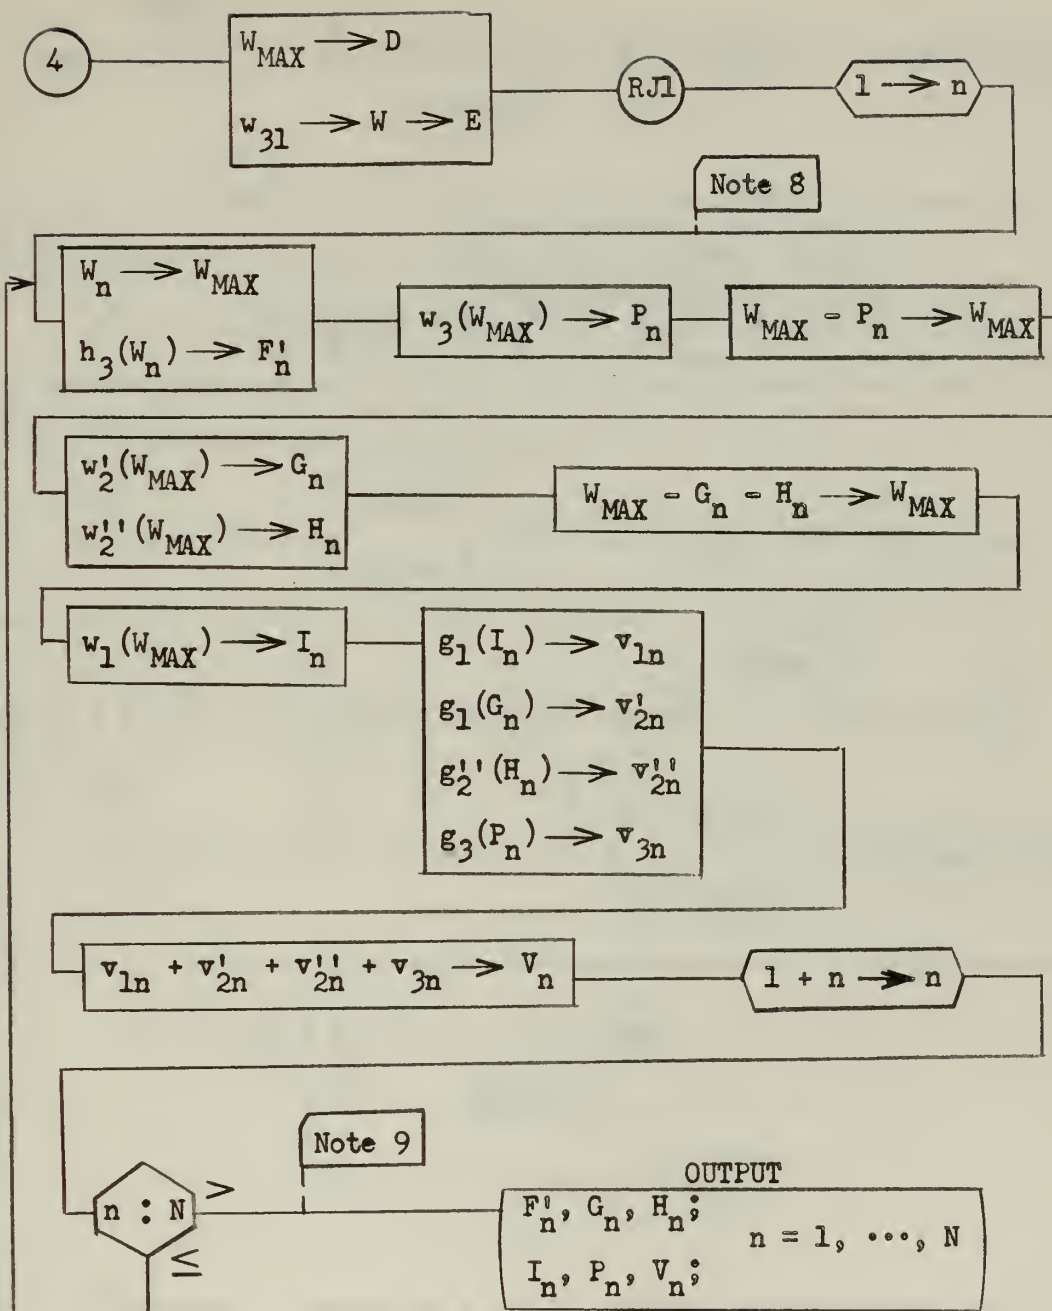 4
W_MAX → D
w_31 → W → E
RJ1
1 → n
Note 8
W_n → W_MAX
h_3(W_n) → F'_n
w_3(W_MAX) → P_n
W_MAX - P_n → W_MAX
w'_2(W_MAX) → G_n
w''_2(W_MAX) → H_n
W_MAX - G_n - H_n → W_MAX
w_1(W_MAX) → I_n
g_1(I_n) → v_1n
g_1(G_n) → v'_2n
g''_2(H_n) → v''_2n
g_3(P_n) → v_3n
v_1n + v'_2n + v''_2n + v_3n → V_n
1 + n → n
Note 9
n : N
>
≤
OUTPUT
F'_n, G_n, H_n;
I_n, P_n, V_n;
n = 1, ..., N